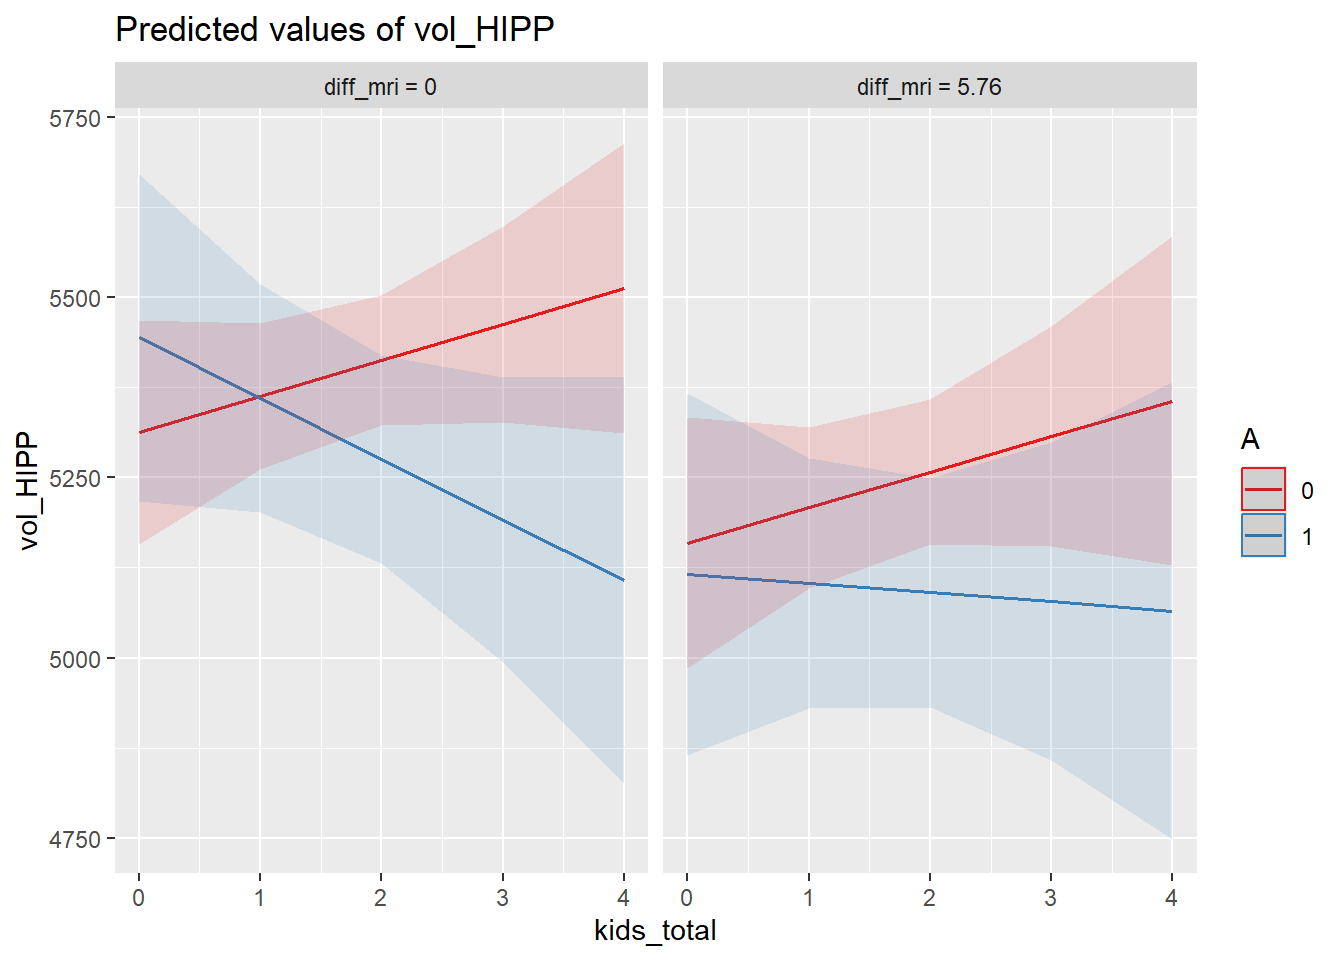 Predicted values of vol_HIPP
diff_mri = 0
diff_mri = 5.76
5750
5500
5250
5000
4750
vol_HIPP
0 1 2 3 4
0 1 2 3 4
kids_total
A
0
1